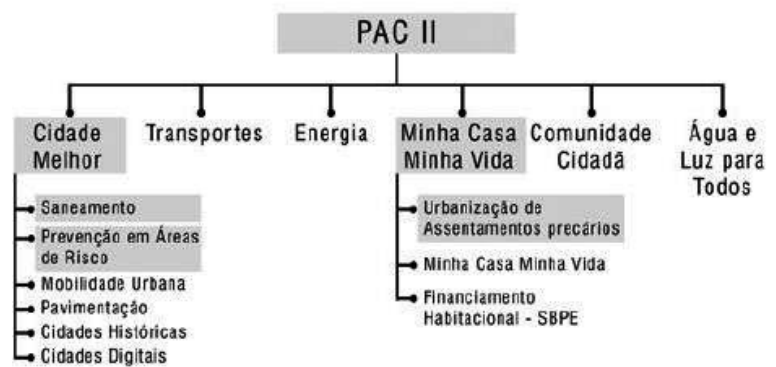 PAC II
Cidade
Melhor
Transportes
Energia
Minha Casa
Minha Vida
Comunidade
Cidadã
Água e
Luz para
Todos
Saneamento
Prevenção em Áreas
de Risco
Mobilidade Urbana
Pavimentação
Cidades Históricas
Cidades Digitais
Urbanização de
Assentamentos precários
Minha Casa Minha Vida
Financiamento
Habitacional - SBPE